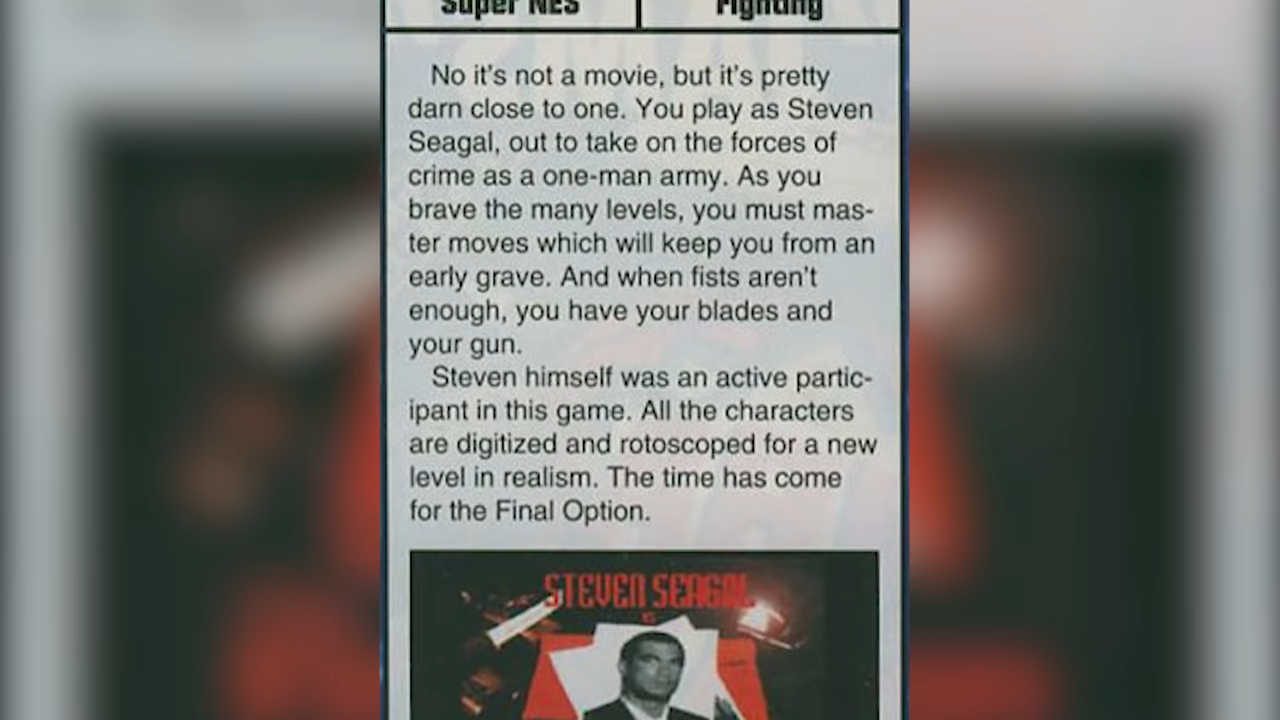 Super NES
Fighting
No it's not a movie, but it's pretty
darn close to one. You play as Steven
Seagal, out to take on the forces of
crime as a one-man army. As you
brave the many levels, you must mas-
ter moves which will keep you from an
early grave. And when fists aren't
enough, you have your blades and
your gun.
Steven himself was an active partic-
ipant in this game. All the characters
are digitized and rotoscoped for a new
level in realism. The time has come
for the Final Option.
STEVEN SEAGAL
IS